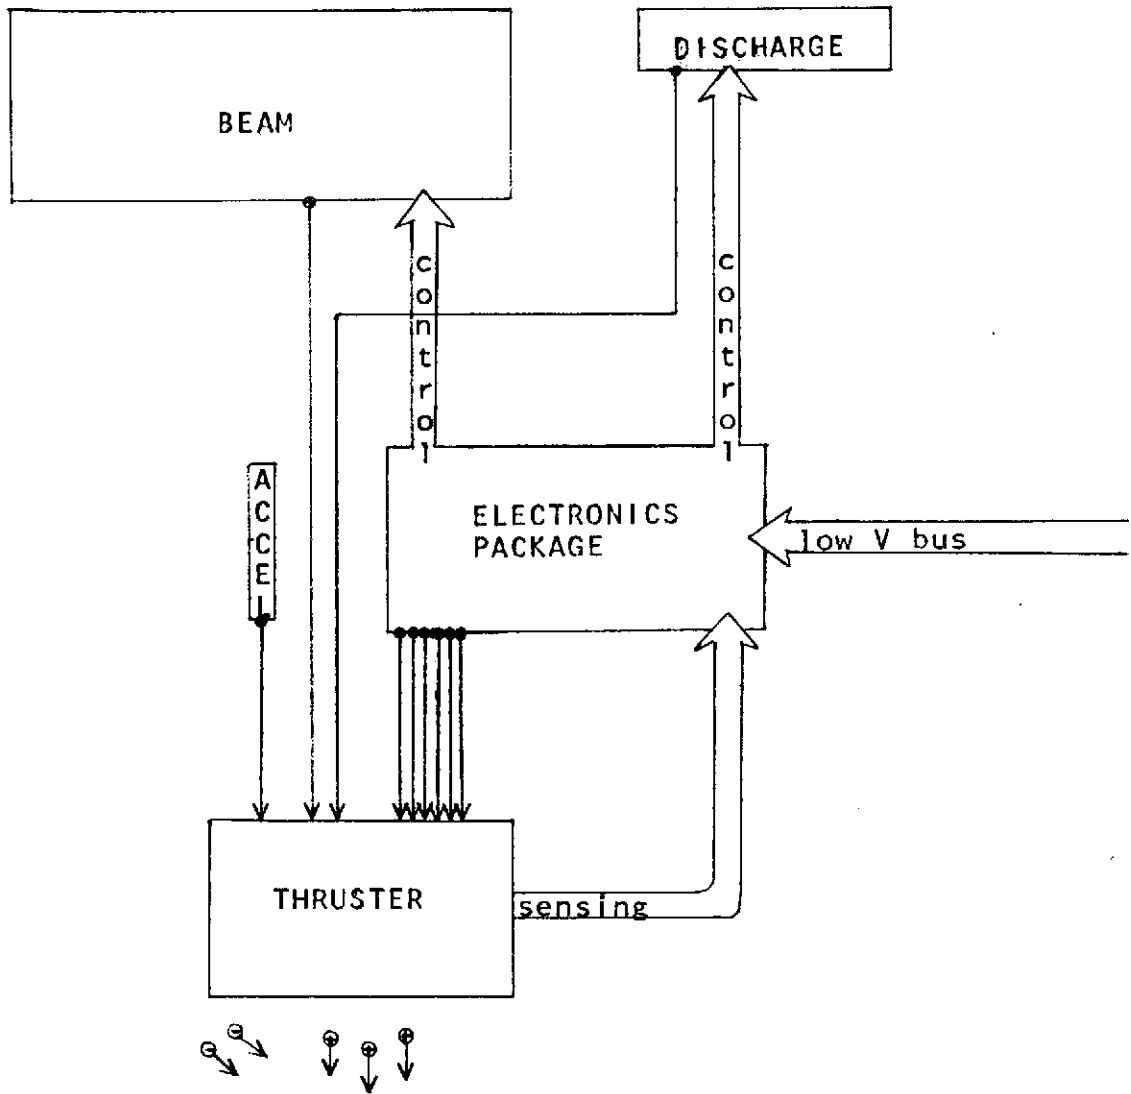 DISCHARGE
BEAM
control
control
ACCEL
ELECTRONICS
PACKAGE
low V bus
THRUSTER
sensing